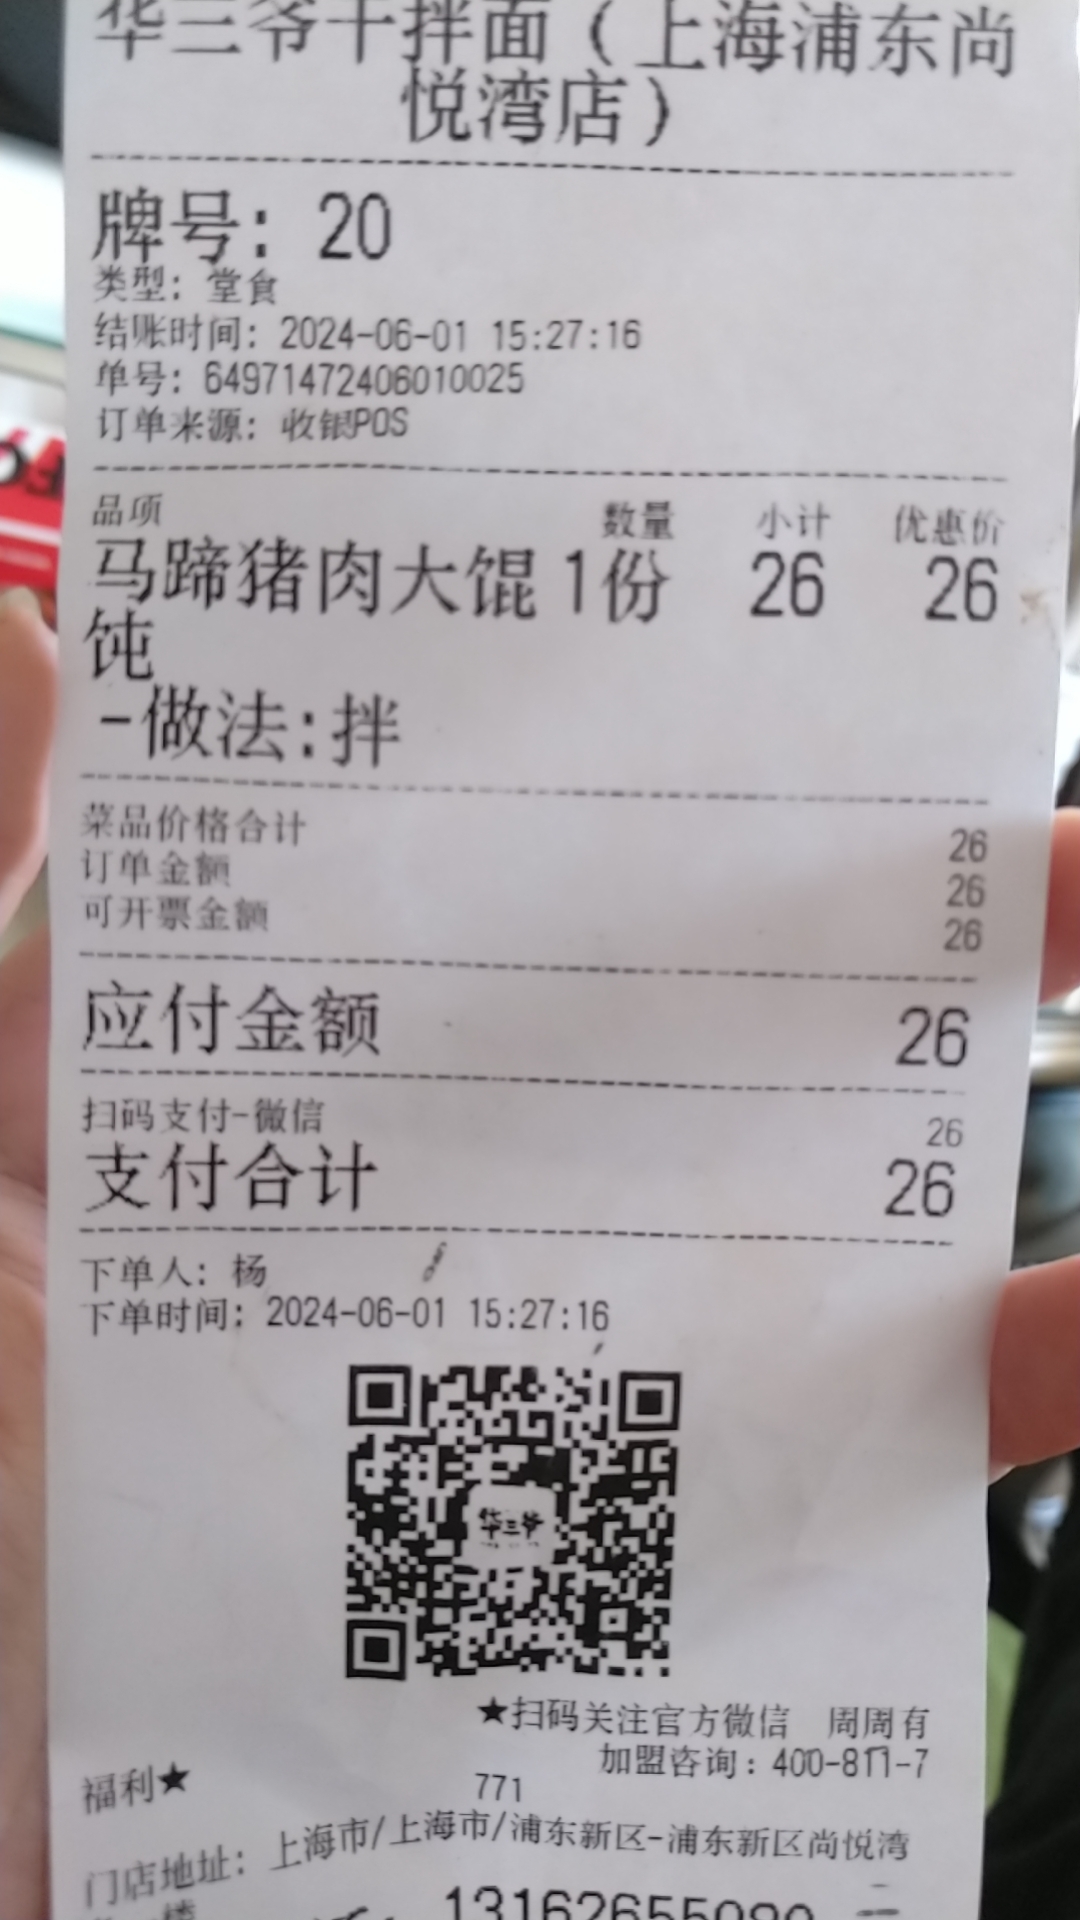 华三爷干拌面（上海浦东尚
悦湾店）
牌号：20
类型：堂食
结账时间：2024-06-01 15:27:16
单号：64971472406010025
订单来源：收银POS
品项 数量 小计 优惠价
马蹄猪肉大馄 1份 26 26
饨
-做法:拌
菜品价格合计 26
订单金额 26
可开票金额 26
应付金额 26
扫码支付-微信 26
支付合计 26
下单人：杨
下单时间：2024-06-01 15:27:16
华三爷
★扫码关注官方微信 周周有
福利★ 加盟咨询：400-811-7
771
门店地址：上海市/上海市/浦东新区-浦东新区尚悦湾